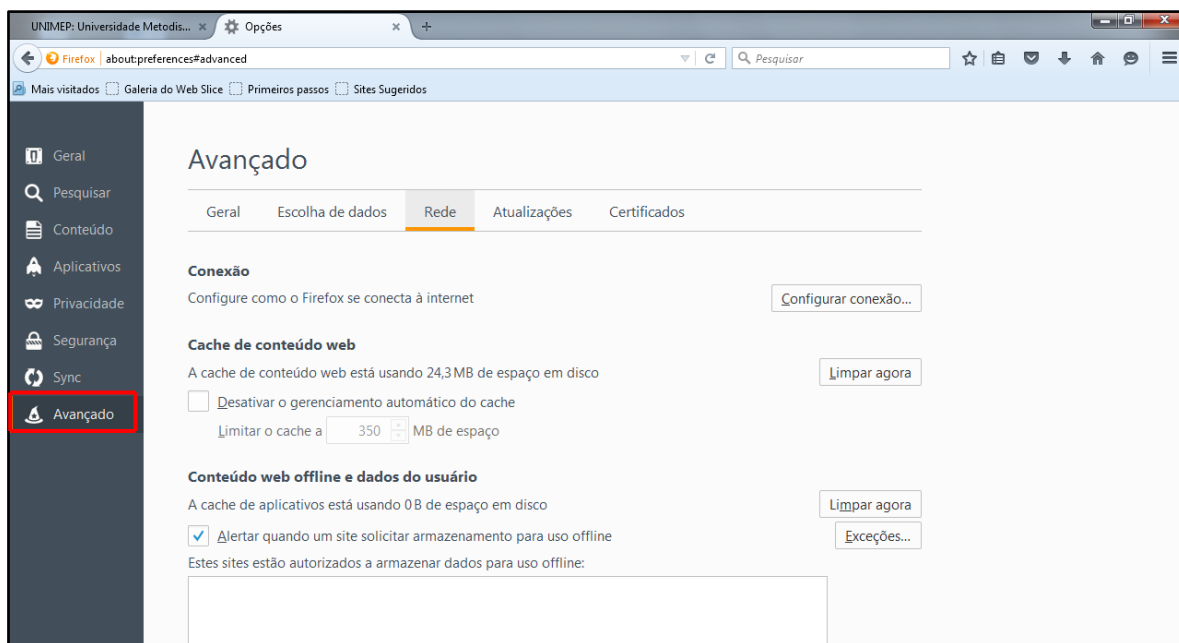 UNIMEP: Universidade Metodis... × Opções × +
Firefox about:preferences#advanced Pesquisar
Mais visitados Galeria do Web Slice Primeiros passos Sites Sugeridos
Geral
Pesquisar
Conteúdo
Aplicativos
Privacidade
Segurança
Sync
Avançado
Avançado
Geral Escolha de dados Rede Atualizações Certificados
Conexão
Configure como o Firefox se conecta à internet Configurar conexão...
Cache de conteúdo web
A cache de conteúdo web está usando 24,3 MB de espaço em disco Limpar agora
Desativar o gerenciamento automático do cache
Limitar o cache a 350 MB de espaço
Conteúdo web offline e dados do usuário
A cache de aplicativos está usando 0 B de espaço em disco Limpar agora
Alertar quando um site solicitar armazenamento para uso offline Exceções...
Estes sites estão autorizados a armazenar dados para uso offline: